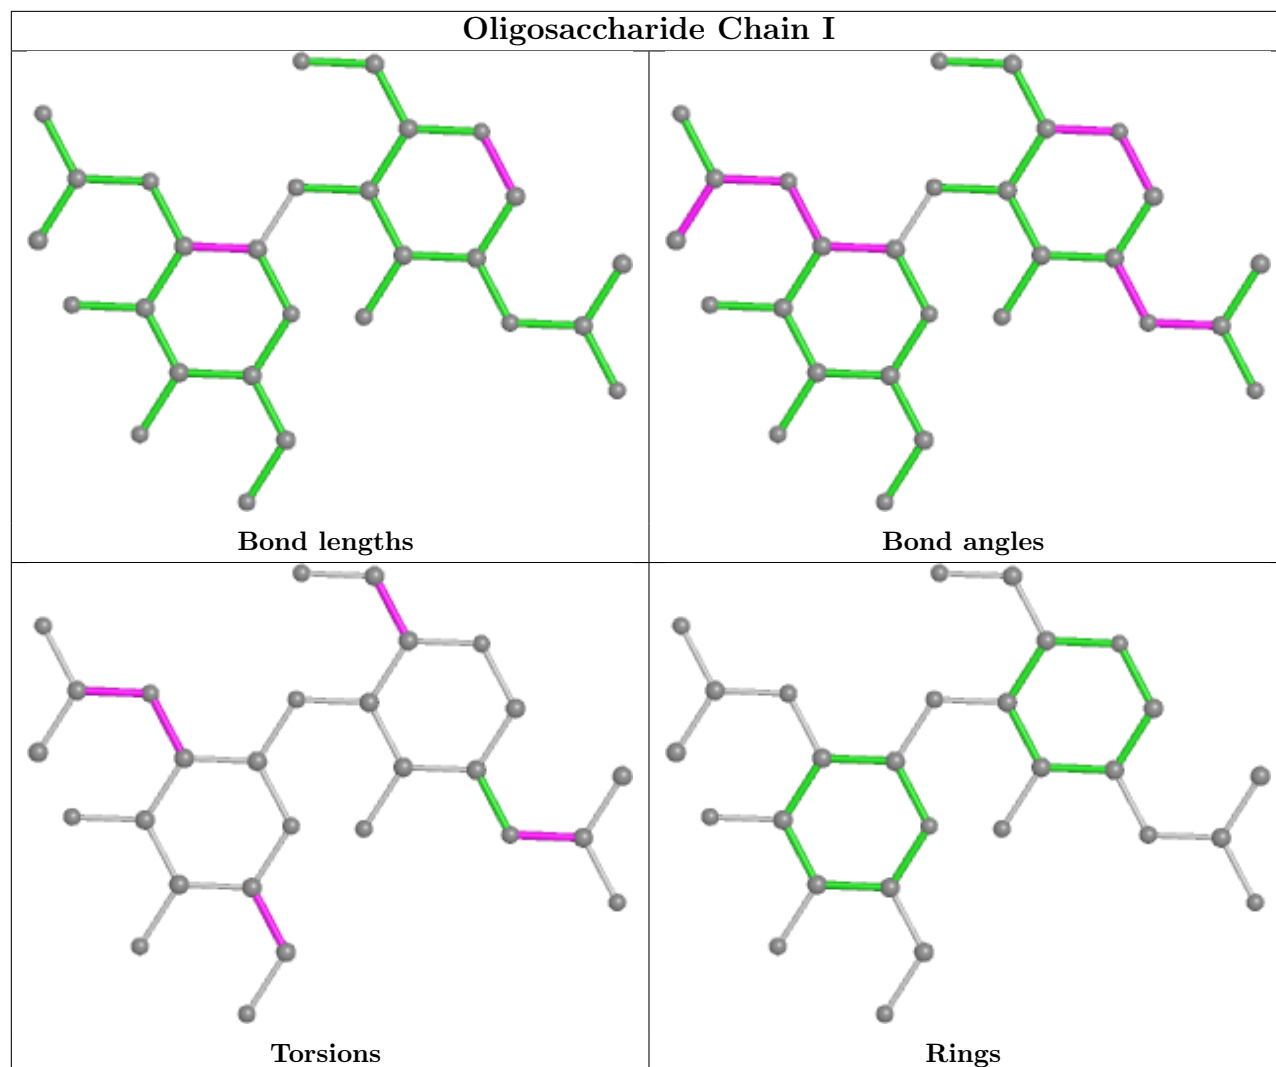 Oligosaccharide Chain I
Bond lengths
Bond angles
Torsions
Rings